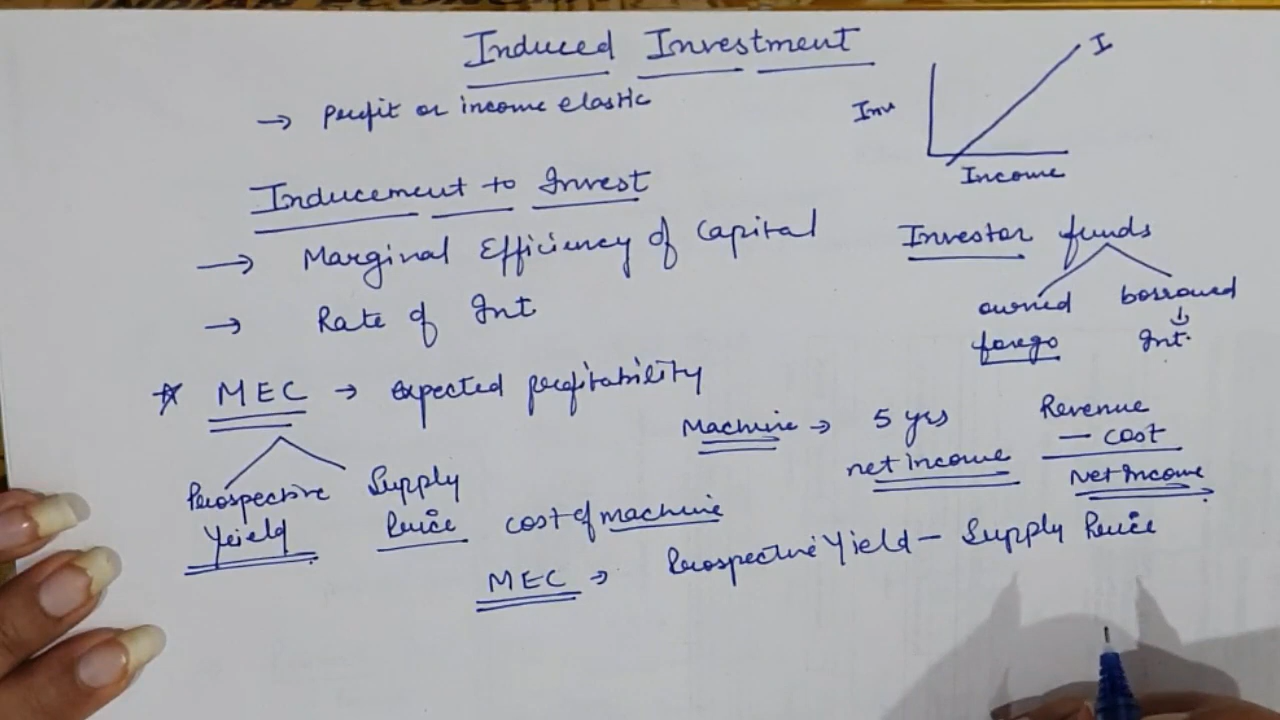 Induced Investment
→ Profit or income elastic
I
Inv
Income
Inducement to Invest
→ Marginal Efficiency of Capital
→ Rate of Int
Investor funds
owned borrowed
forego Int.
☆ MEC → expected profitability
Prospective Yield
Supply Price cost of machine
Machine → 5 yrs
net income
Revenue
— cost
Net Income
MEC → Prospective Yield — Supply Price